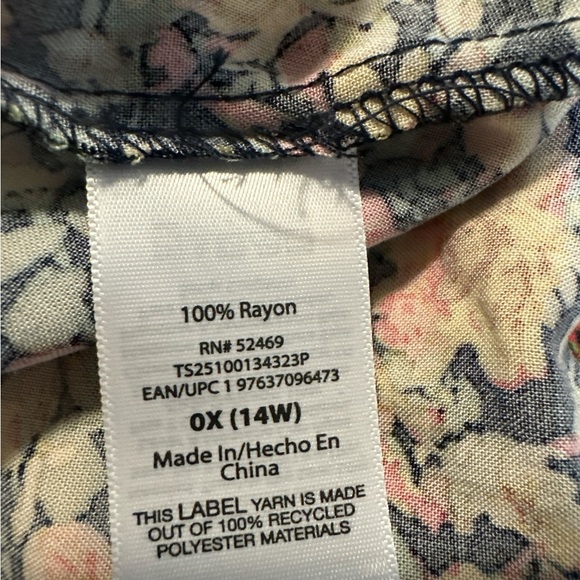 100% Rayon
RN# 52469
TS25100134323P
EAN/UPC 1 97637096473
0X (14W)
Made In/Hecho En
China
THIS LABEL YARN IS MADE
OUT OF 100% RECYCLED
POLYESTER MATERIALS